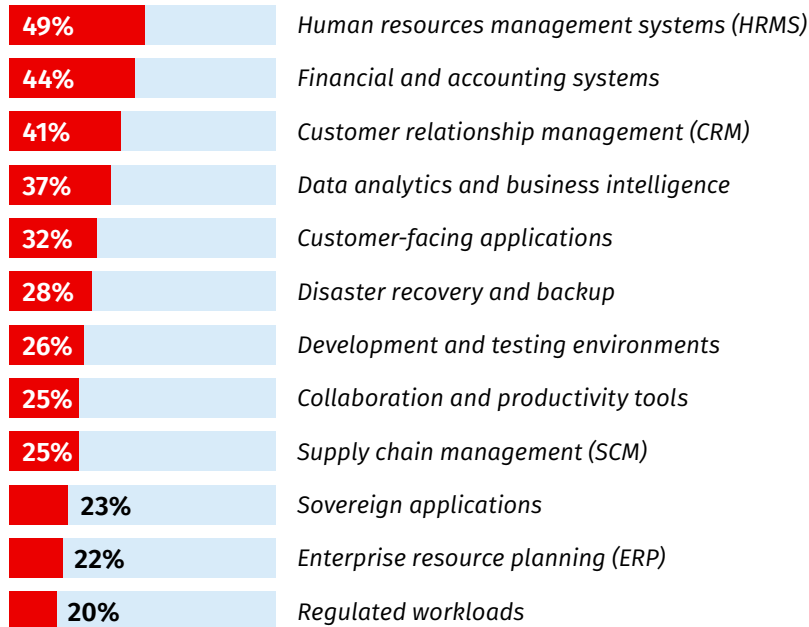 49% Human resources management systems (HRMS)
44% Financial and accounting systems
41% Customer relationship management (CRM)
37% Data analytics and business intelligence
32% Customer-facing applications
28% Disaster recovery and backup
26% Development and testing environments
25% Collaboration and productivity tools
25% Supply chain management (SCM)
23% Sovereign applications
22% Enterprise resource planning (ERP)
20% Regulated workloads